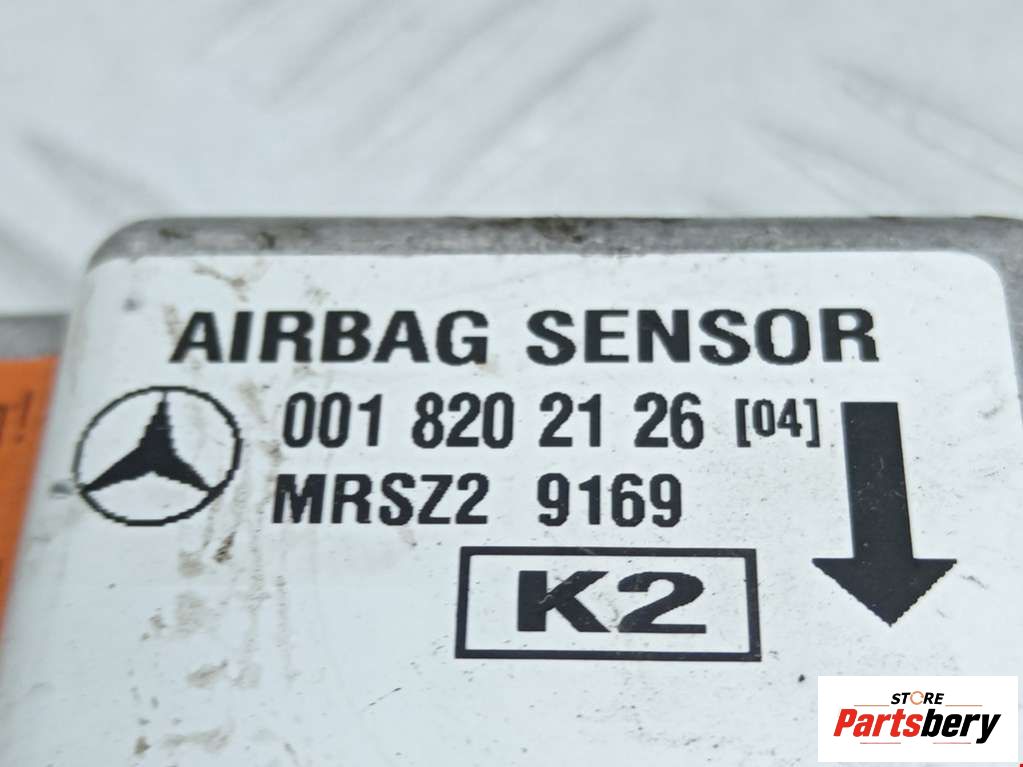 AIRBAG SENSOR
001 820 21 26 [04]
MRSZ2 9169
K2
STORE
Partsbery